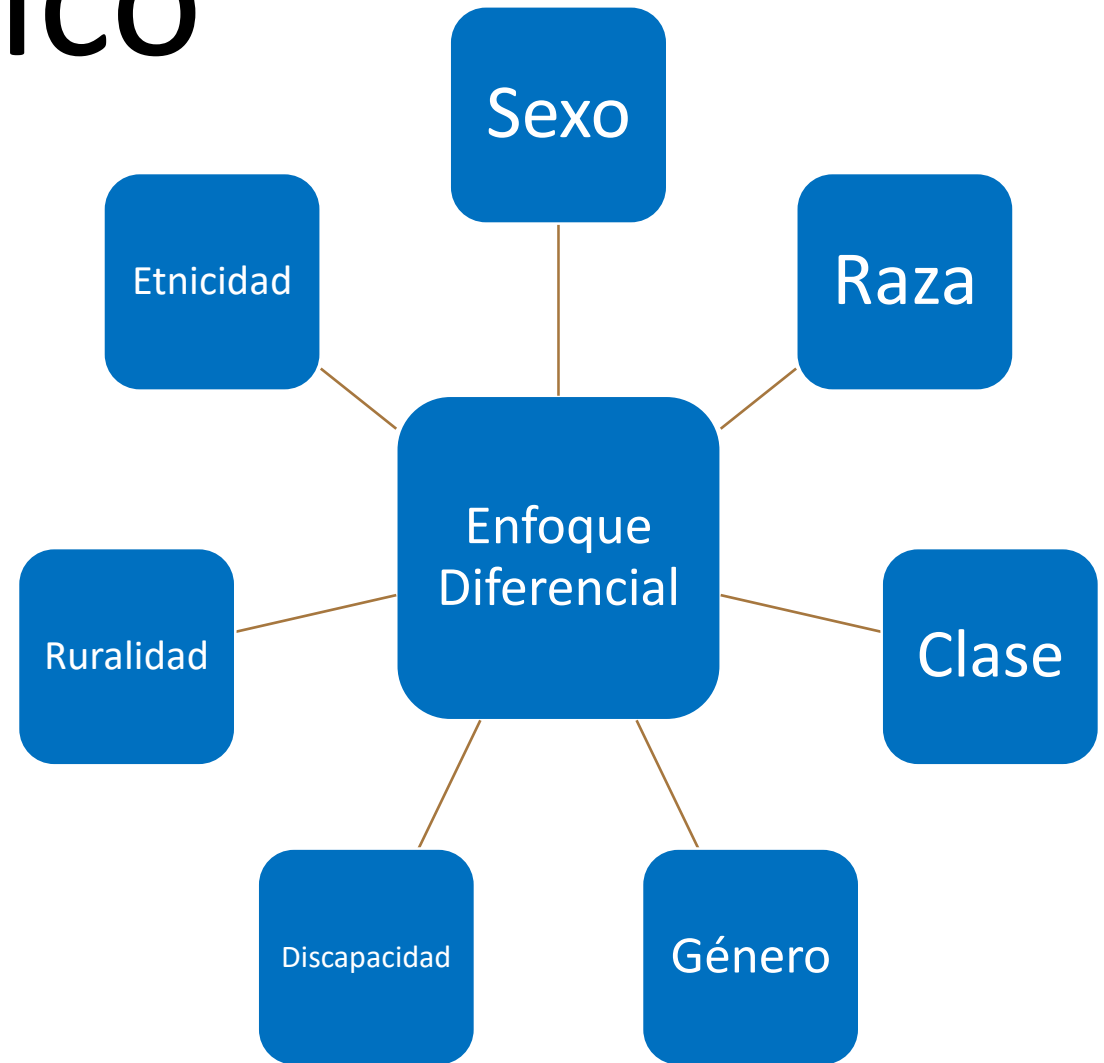 ico
Sexo
Etnicidad
Raza
Enfoque
Diferencial
Ruralidad
Clase
Discapacidad
Género